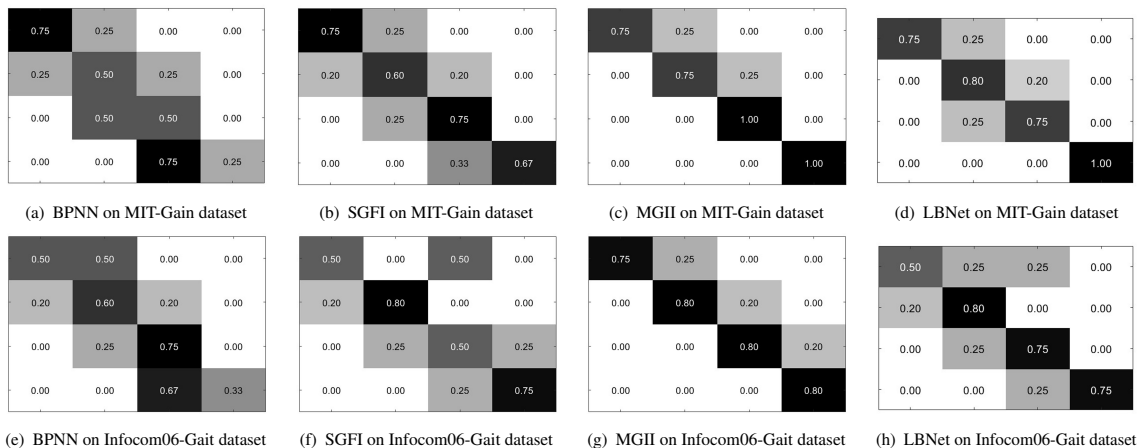 0.75 0.25 0.00 0.00
0.25 0.50 0.25 0.00
0.00 0.50 0.50 0.00
0.00 0.00 0.75 0.25
(a) BPNN on MIT-Gain dataset
0.75 0.25 0.00 0.00
0.20 0.60 0.20 0.00
0.00 0.25 0.75 0.00
0.00 0.00 0.33 0.67
(b) SGFI on MIT-Gain dataset
0.75 0.25 0.00 0.00
0.00 0.75 0.25 0.00
0.00 0.00 1.00 0.00
0.00 0.00 0.00 1.00
(c) MGII on MIT-Gain dataset
0.75 0.25 0.00 0.00
0.00 0.80 0.20 0.00
0.00 0.25 0.75 0.00
0.00 0.00 0.00 1.00
(d) LBNet on MIT-Gain dataset
0.50 0.50 0.00 0.00
0.20 0.60 0.20 0.00
0.00 0.25 0.75 0.00
0.00 0.00 0.67 0.33
(e) BPNN on Infocom06-Gait dataset
0.50 0.00 0.50 0.00
0.20 0.80 0.00 0.00
0.00 0.25 0.50 0.25
0.00 0.00 0.25 0.75
(f) SGFI on Infocom06-Gait dataset
0.75 0.25 0.00 0.00
0.00 0.80 0.20 0.00
0.00 0.00 0.80 0.20
0.00 0.00 0.00 0.80
(g) MGII on Infocom06-Gait dataset
0.50 0.25 0.25 0.00
0.20 0.80 0.00 0.00
0.00 0.25 0.75 0.00
0.00 0.00 0.25 0.75
(h) LBNet on Infocom06-Gait dataset